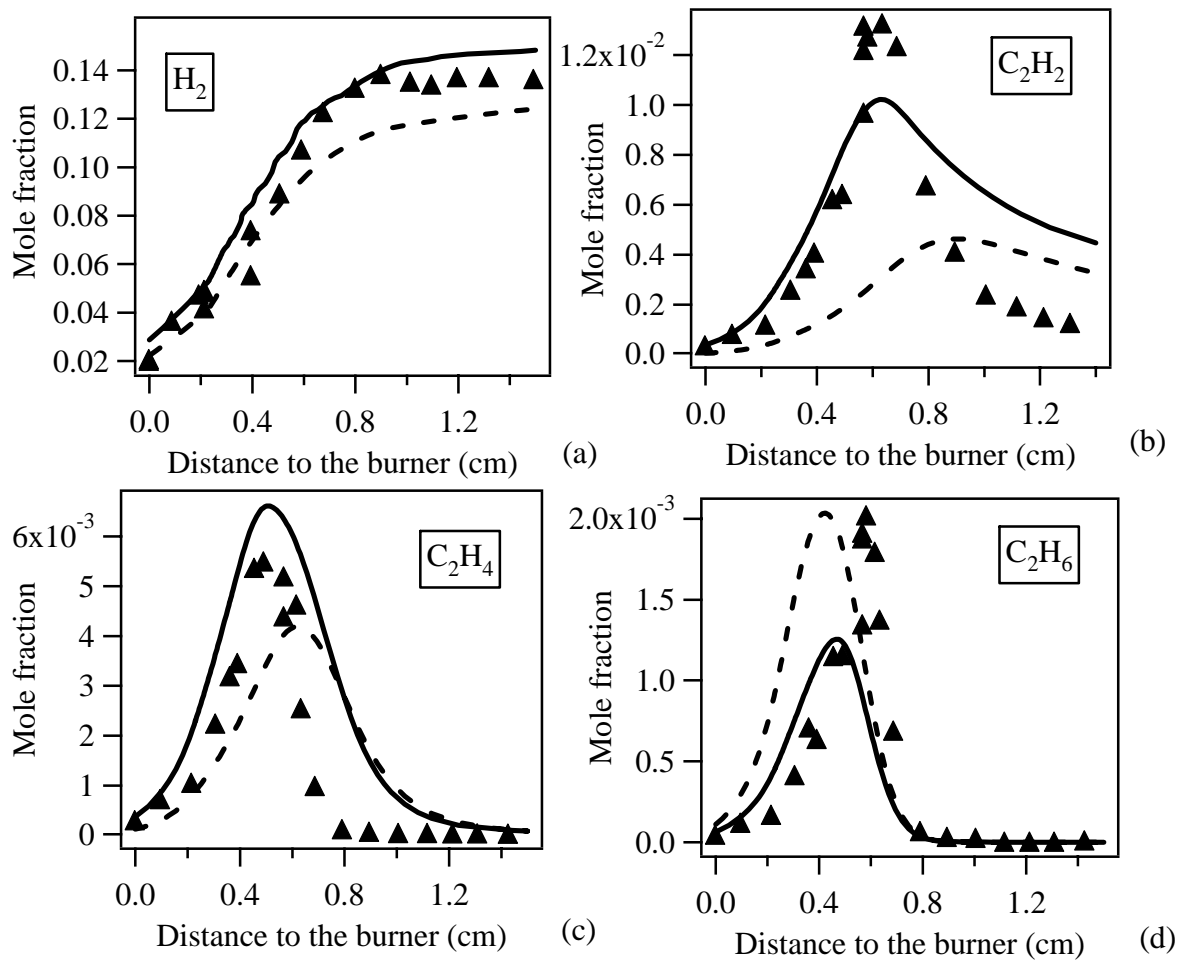 H2
Mole fraction
0.14
0.12
0.10
0.08
0.06
0.04
0.02
0.0 0.4 0.8 1.2
Distance to the burner (cm)
(a)
C2H2
Mole fraction
1.2x10-2
1.0
0.8
0.6
0.4
0.2
0.0
0.0 0.4 0.8 1.2
Distance to the burner (cm)
(b)
C2H4
Mole fraction
6x10-3
5
4
3
2
1
0
0.0 0.4 0.8 1.2
Distance to the burner (cm)
(c)
C2H6
Mole fraction
2.0x10-3
1.5
1.0
0.5
0.0
0.0 0.4 0.8 1.2
Distance to the burner (cm)
(d)